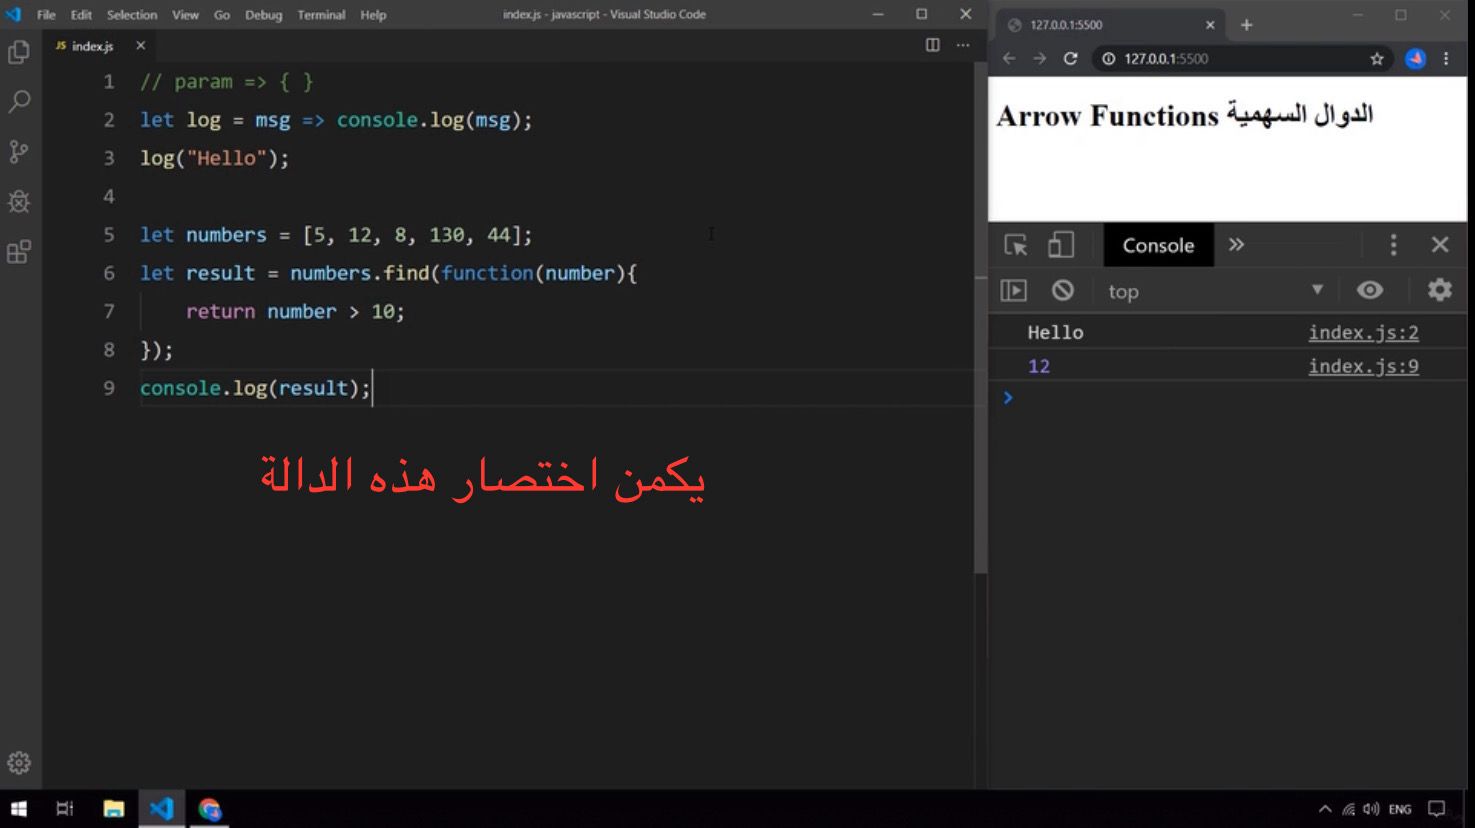 File Edit Selection View Go Debug Terminal Help
index.js - javascript - Visual Studio Code
JS index.js
1 // param => { }
2 let log = msg => console.log(msg);
3 log("Hello");
4
5 let numbers = [5, 12, 8, 130, 44];
6 let result = numbers.find(function(number){
7 return number > 10;
8 });
9 console.log(result);
يكمن اختصار هذه الدالة
127.0.0.1:5500
127.0.0.1:5500
Arrow Functions الدوال السهمية
Console
top
Hello index.js:2
12 index.js:9
ENG